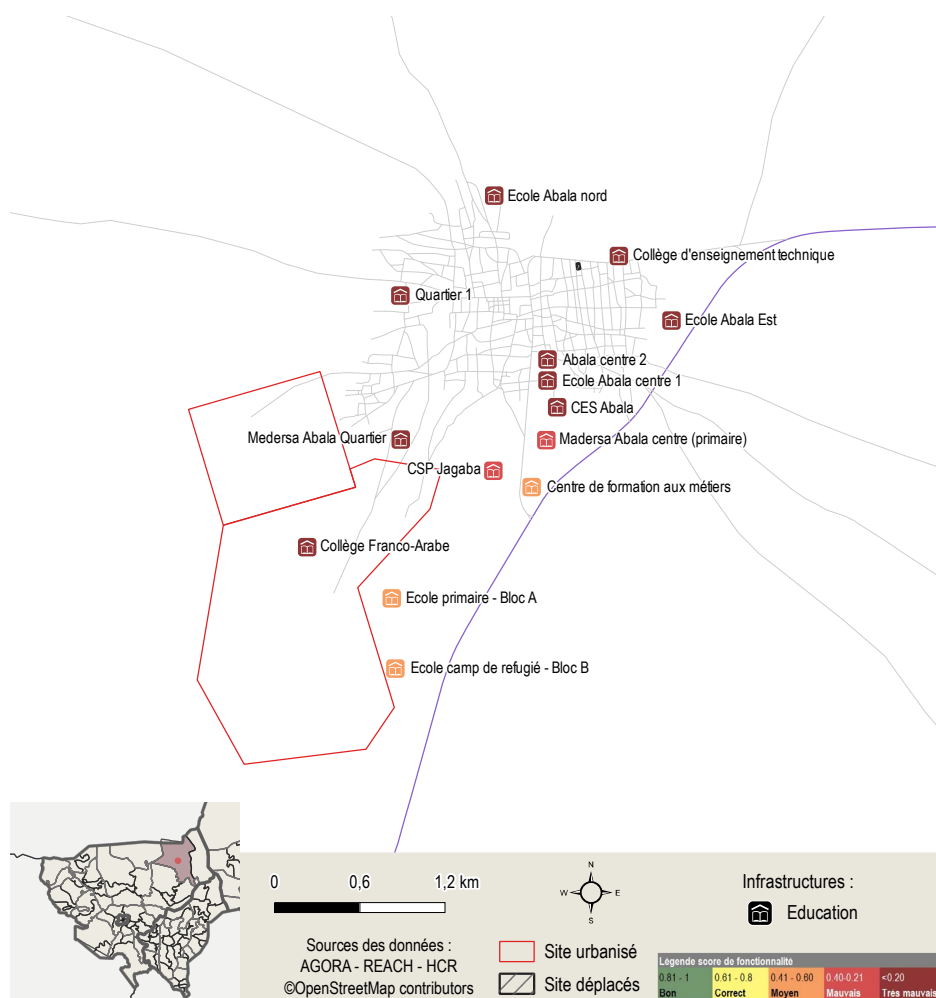 Ecole Abala nord
Collège d'enseignement technique
Quartier 1
Ecole Abala Est
Abala centre 2
Ecole Abala centre 1
CES Abala
Medersa Abala Quartier
Madersa Abala centre (primaire)
CSP Jagaba
Centre de formation aux métiers
Collège Franco-Arabe
Ecole primaire - Bloc A
Ecole camp de refugié - Bloc B
0 0,6 1,2 km
N
W E
S
Infrastructures :
Education
Sources des données :
AGORA - REACH - HCR
©OpenStreetMap contributors
Site urbanisé
Site déplacés
Légende score de fonctionnalité
0.81 - 1 0.61 - 0.8 0.41 - 0.60 0.40-0.21 <0.20
Bon Correct Moyen Mauvais Très mauvais